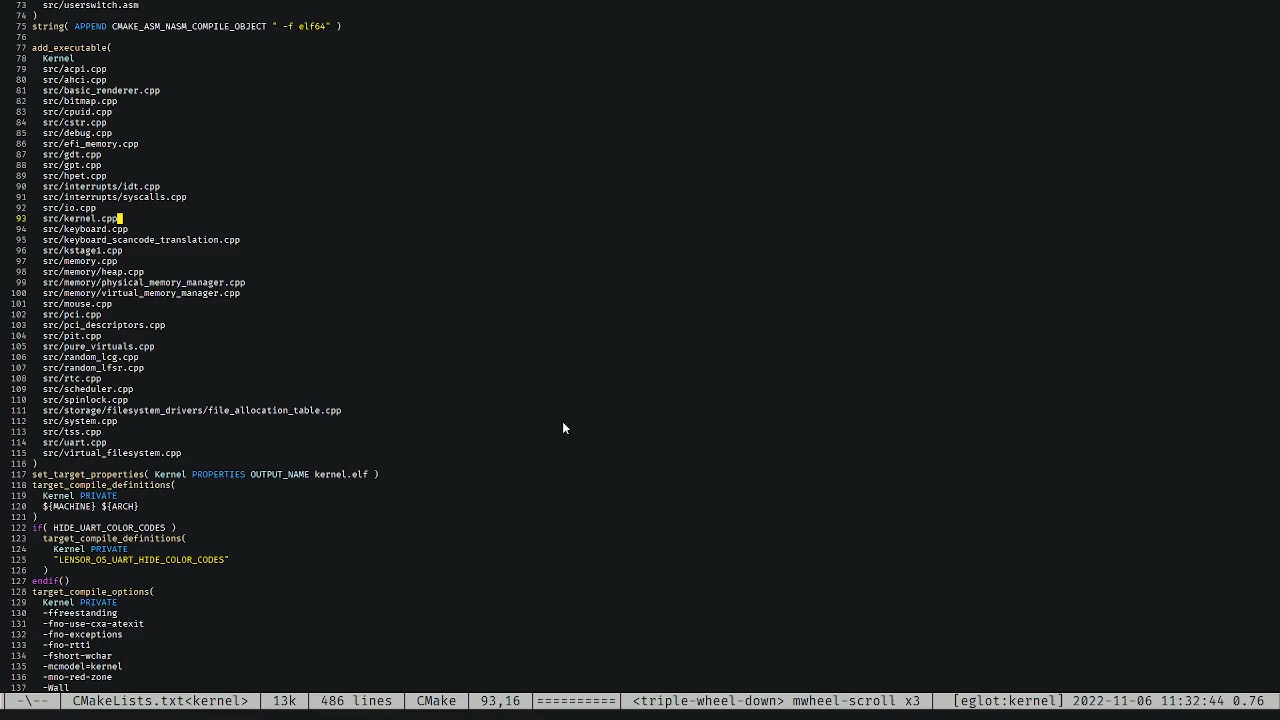 73 src/userswitch.asm
74 )
75 string( APPEND CMAKE_ASM_NASM_COMPILE_OBJECT " -f elf64" )
76
77 add_executable(
78 Kernel
79 src/acpi.cpp
80 src/ahci.cpp
81 src/basic_renderer.cpp
82 src/bitmap.cpp
83 src/cpuid.cpp
84 src/cstr.cpp
85 src/debug.cpp
86 src/efi_memory.cpp
87 src/gdt.cpp
88 src/gpt.cpp
89 src/hpet.cpp
90 src/interrupts/idt.cpp
91 src/interrupts/syscalls.cpp
92 src/io.cpp
93 src/kernel.cpp
94 src/keyboard.cpp
95 src/keyboard_scancode_translation.cpp
96 src/kstage1.cpp
97 src/memory.cpp
98 src/memory/heap.cpp
99 src/memory/physical_memory_manager.cpp
100 src/memory/virtual_memory_manager.cpp
101 src/mouse.cpp
102 src/pci.cpp
103 src/pci_descriptors.cpp
104 src/pit.cpp
105 src/pure_virtuals.cpp
106 src/random_lcg.cpp
107 src/random_lfsr.cpp
108 src/rtc.cpp
109 src/scheduler.cpp
110 src/spinlock.cpp
111 src/storage/filesystem_drivers/file_allocation_table.cpp
112 src/system.cpp
113 src/tss.cpp
114 src/uart.cpp
115 src/virtual_filesystem.cpp
116 )
117 set_target_properties( Kernel PROPERTIES OUTPUT_NAME kernel.elf )
118 target_compile_definitions(
119 Kernel PRIVATE
120 ${MACHINE} ${ARCH}
121 )
122 if( HIDE_UART_COLOR_CODES )
123 target_compile_definitions(
124 Kernel PRIVATE
125 "LENSOR_OS_UART_HIDE_COLOR_CODES"
126 )
127 endif()
128 target_compile_options(
129 Kernel PRIVATE
130 -ffreestanding
131 -fno-use-cxa-atexit
132 -fno-exceptions
133 -fno-rtti
134 -fshort-wchar
135 -mcmodel=kernel
136 -mno-red-zone
137 -Wall
-\-- CMakeLists.txt<kernel> 13k 486 lines CMake 93,16 ========== <triple-wheel-down> mwheel-scroll x3 [eglot:kernel] 2022-11-06 11:32:44 0.76